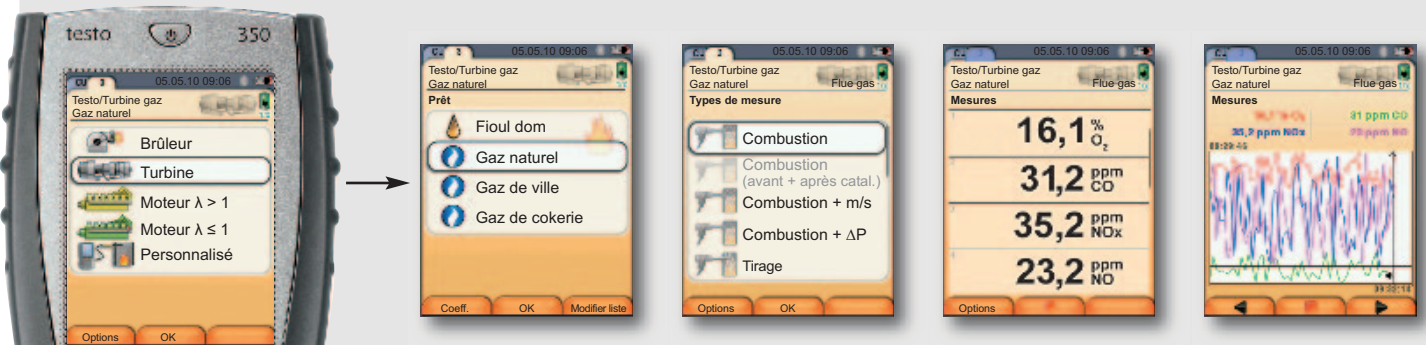 testo 350
05.05.10 09:06
Testo/Turbine gaz
Gaz naturel
Brûleur
Turbine
Moteur λ > 1
Moteur λ ≤ 1
Personnalisé
Options OK
05.05.10 09:06
Testo/Turbine gaz
Gaz naturel
Prêt
Fioul dom
Gaz naturel
Gaz de ville
Gaz de cokerie
Coeff. OK Modifier liste
05.05.10 09:06
Testo/Turbine gaz
Gaz naturel Flue gas
Types de mesure
Combustion
Combustion
(avant + après catal.)
Combustion + m/s
Combustion + ΔP
Tirage
Options OK
05.05.10 09:06
Testo/Turbine gaz
Gaz naturel Flue gas
Mesures
16,1 % O₂
31,2 ppm CO
35,2 ppm NOx
23,2 ppm NO
Options
05.05.10 09:06
Testo/Turbine gaz
Gaz naturel Flue gas
Mesures
31 ppm CO
35,2 ppm NOx